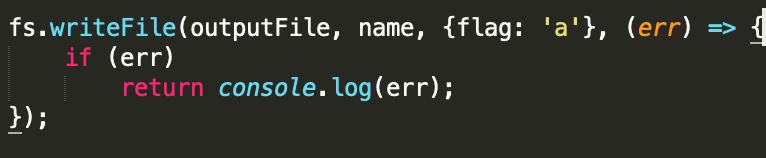 fs.writeFile(outputFile, name, {flag: 'a'}, (err) => {
    if (err)
        return console.log(err);
});